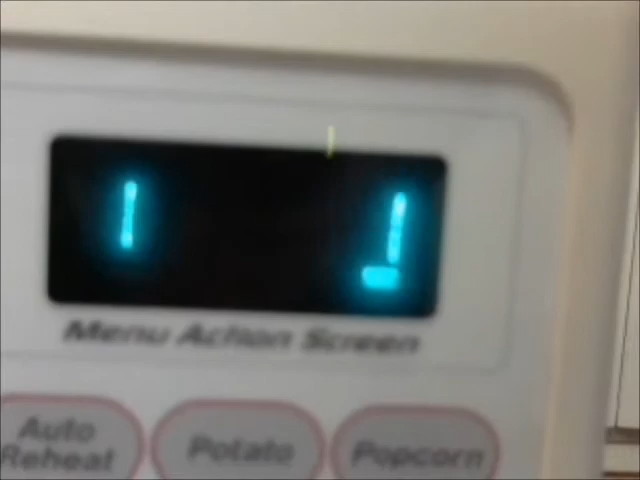 Menu Action Screen
Auto Reheat
Potato
Popcorn